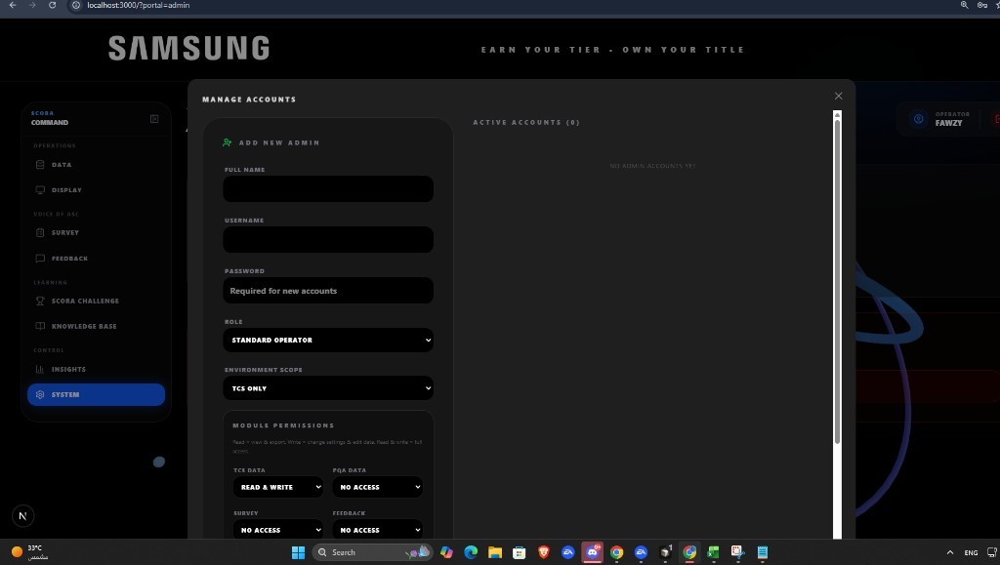 localhost:3000/?portal=admin
SAMSUNG
EARN YOUR TIER - OWN YOUR TITLE
SCORA
COMMAND
OPERATIONS
DATA
DISPLAY
VOICE OF GSC
SURVEY
FEEDBACK
LEARNING
SCORA CHALLENGE
KNOWLEDGE BASE
CONTROL
INSIGHTS
SYSTEM
MANAGE ACCOUNTS
ADD NEW ADMIN
FULL NAME
USERNAME
PASSWORD
Required for new accounts
ROLE
STANDARD OPERATOR
ENVIRONMENT SCOPE
TCS ONLY
MODULE PERMISSIONS
Read = view & export. Write = change settings & edit data. Read & write = full
access.
TCS DATA
PQA DATA
READ & WRITE
NO ACCESS
SURVEY
FEEDBACK
NO ACCESS
NO ACCESS
ACTIVE ACCOUNTS (0)
NO ADMIN ACCOUNTS YET
OPERATOR
FAWZY
N
33°C
مشمس
Search
ENG